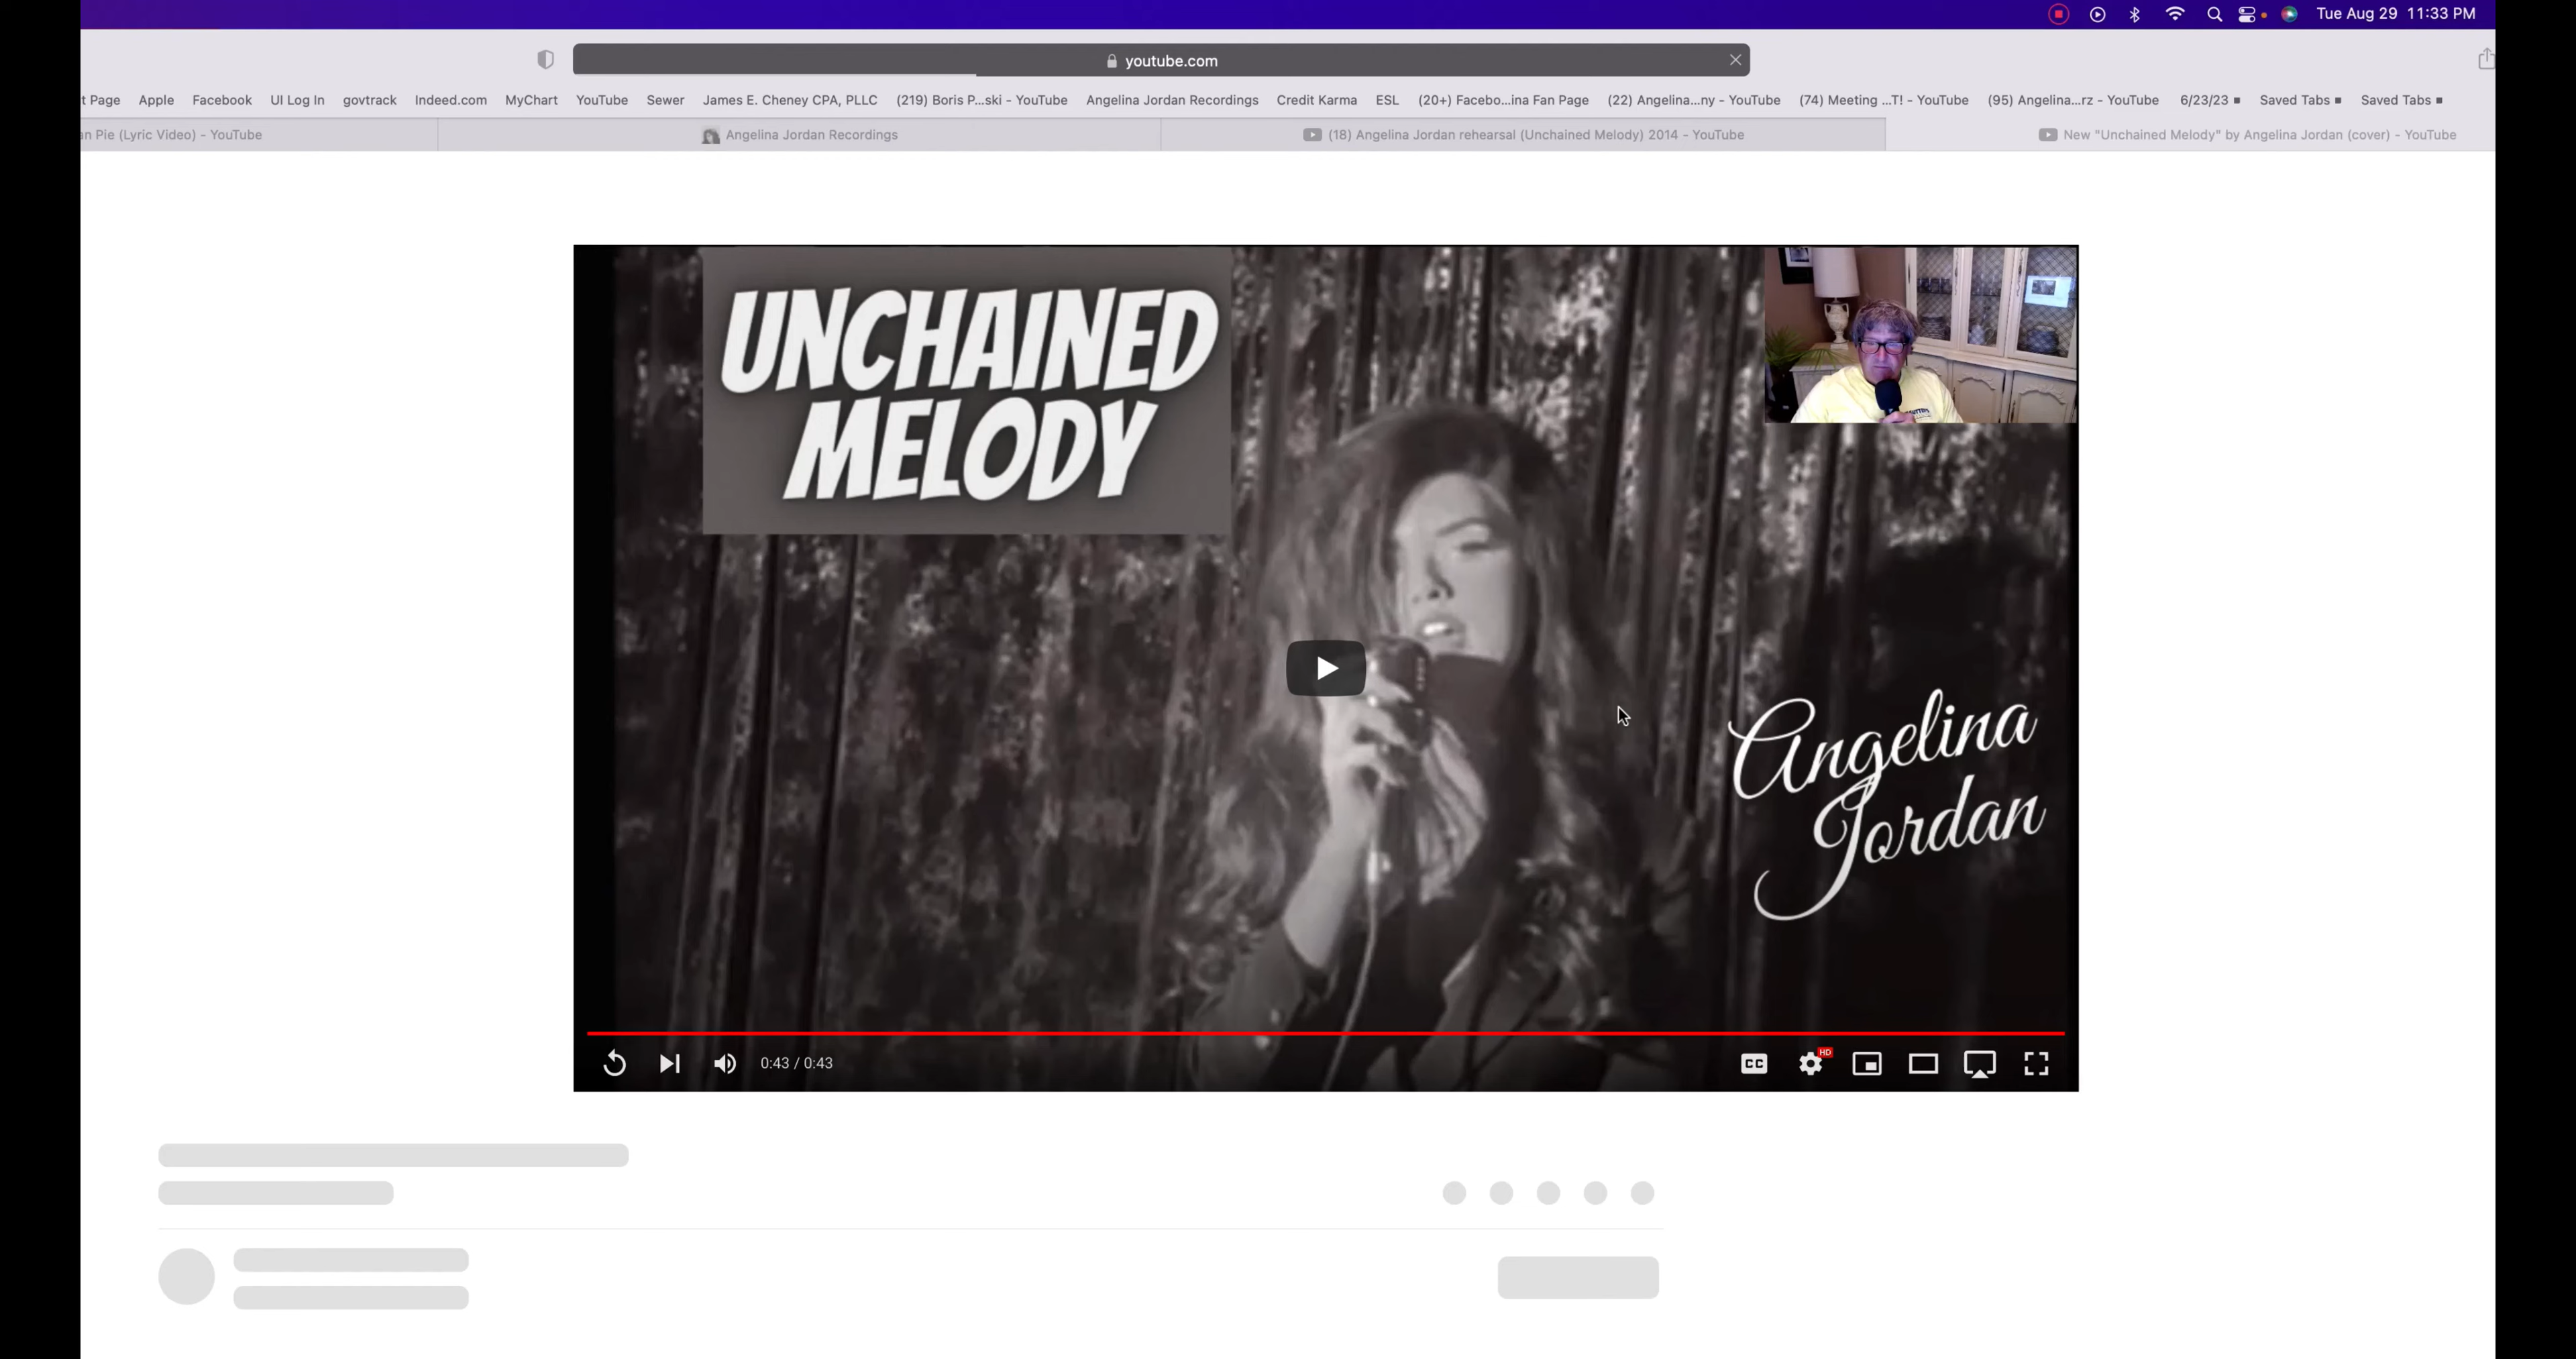 Tue Aug 29 11:33 PM
youtube.com
t Page Apple Facebook UI Log In govtrack Indeed.com MyChart YouTube Sewer James E. Cheney CPA, PLLC (219) Boris P...ski - YouTube Angelina Jordan Recordings Credit Karma ESL (20+) Facebo...ina Fan Page (22) Angelina...ny - YouTube (74) Meeting ...T! - YouTube (95) Angelina...rz - YouTube 6/23/23 Saved Tabs Saved Tabs
an Pie (Lyric Video) - YouTube
Angelina Jordan Recordings
(18) Angelina Jordan rehearsal (Unchained Melody) 2014 - YouTube
New "Unchained Melody" by Angelina Jordan (cover) - YouTube
UNCHAINED
MELODY
Angelina
Jordan
0:43 / 0:43
CC
HD